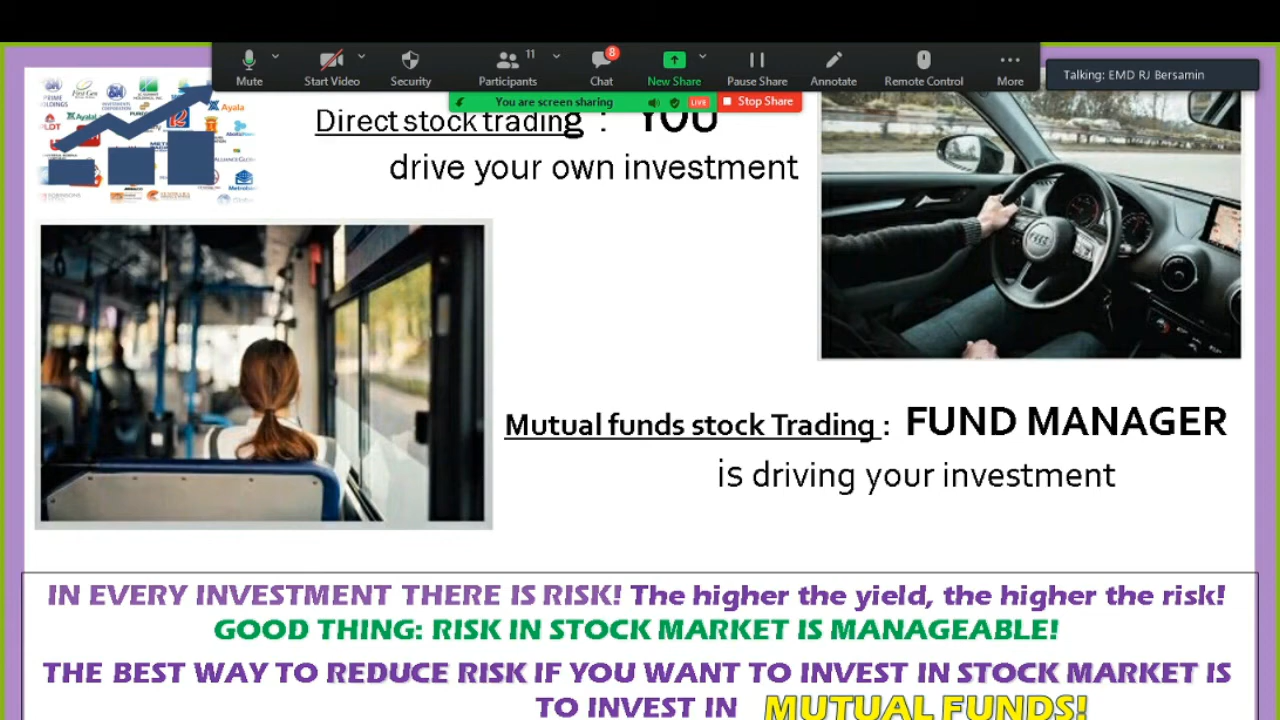 11
8
Mute
Start Video
Security
Participants
Chat
New Share
Pause Share
Annotate
Remote Control
More
Talking: EMD RJ Bersamin
You are screen sharing
LIVE
Stop Share
Ayala
Direct stock trading : YOU
drive your own investment
Mutual funds stock Trading : FUND MANAGER
is driving your investment
IN EVERY INVESTMENT THERE IS RISK! The higher the yield, the higher the risk!
GOOD THING: RISK IN STOCK MARKET IS MANAGEABLE!
THE BEST WAY TO REDUCE RISK IF YOU WANT TO INVEST IN STOCK MARKET IS
TO INVEST IN MUTUAL FUNDS!